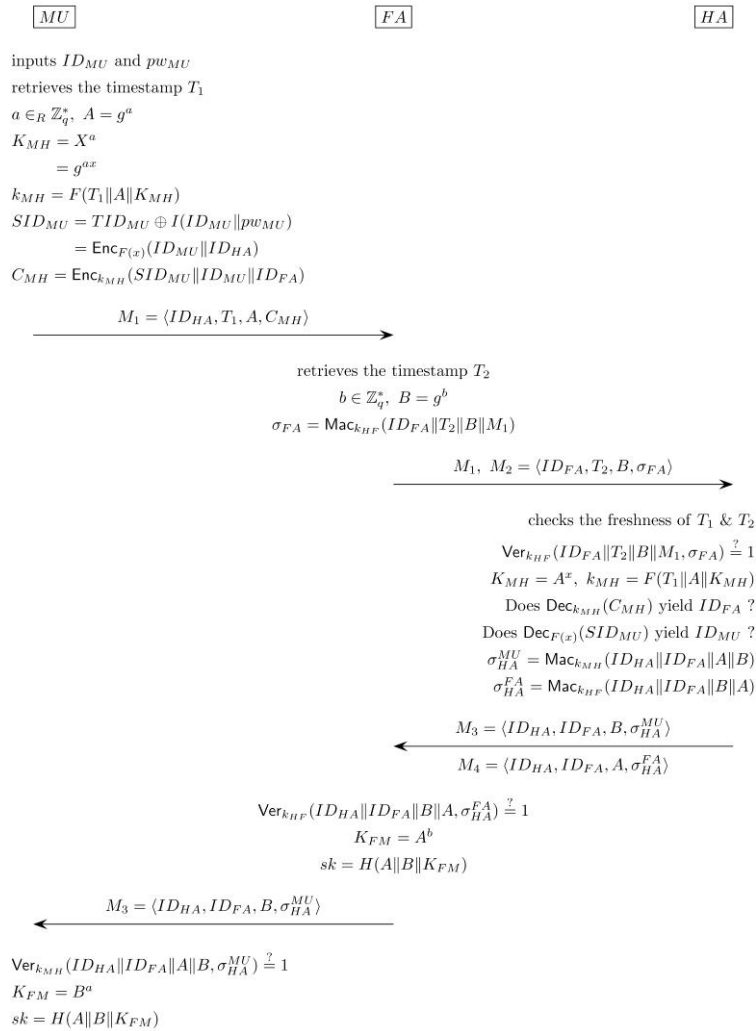 MU FA HA
inputs ID_{MU} and pw_{MU}
retrieves the timestamp T_1
a ∈_R ℤ_q^*, A = g^a
K_{MH} = X^a
= g^{ax}
k_{MH} = F(T_1‖A‖K_{MH})
SID_{MU} = TID_{MU} ⊕ I(ID_{MU}‖pw_{MU})
= Enc_{F(x)}(ID_{MU}‖ID_{HA})
C_{MH} = Enc_{k_{MH}}(SID_{MU}‖ID_{MU}‖ID_{FA})
M_1 = ⟨ID_{HA}, T_1, A, C_{MH}⟩
retrieves the timestamp T_2
b ∈ ℤ_q^*, B = g^b
σ_{FA} = Mac_{k_{HF}}(ID_{FA}‖T_2‖B‖M_1)
M_1, M_2 = ⟨ID_{FA}, T_2, B, σ_{FA}⟩
checks the freshness of T_1 & T_2
Ver_{k_{HF}}(ID_{FA}‖T_2‖B‖M_1, σ_{FA}) ≟ 1
K_{MH} = A^x, k_{MH} = F(T_1‖A‖K_{MH})
Does Dec_{k_{MH}}(C_{MH}) yield ID_{FA} ?
Does Dec_{F(x)}(SID_{MU}) yield ID_{MU} ?
σ_{HA}^{MU} = Mac_{k_{MH}}(ID_{HA}‖ID_{FA}‖A‖B)
σ_{HA}^{FA} = Mac_{k_{HF}}(ID_{HA}‖ID_{FA}‖B‖A)
M_3 = ⟨ID_{HA}, ID_{FA}, B, σ_{HA}^{MU}⟩
M_4 = ⟨ID_{HA}, ID_{FA}, A, σ_{HA}^{FA}⟩
Ver_{k_{HF}}(ID_{HA}‖ID_{FA}‖B‖A, σ_{HA}^{FA}) ≟ 1
K_{FM} = A^b
sk = H(A‖B‖K_{FM})
M_3 = ⟨ID_{HA}, ID_{FA}, B, σ_{HA}^{MU}⟩
Ver_{k_{MH}}(ID_{HA}‖ID_{FA}‖A‖B, σ_{HA}^{MU}) ≟ 1
K_{FM} = B^a
sk = H(A‖B‖K_{FM})